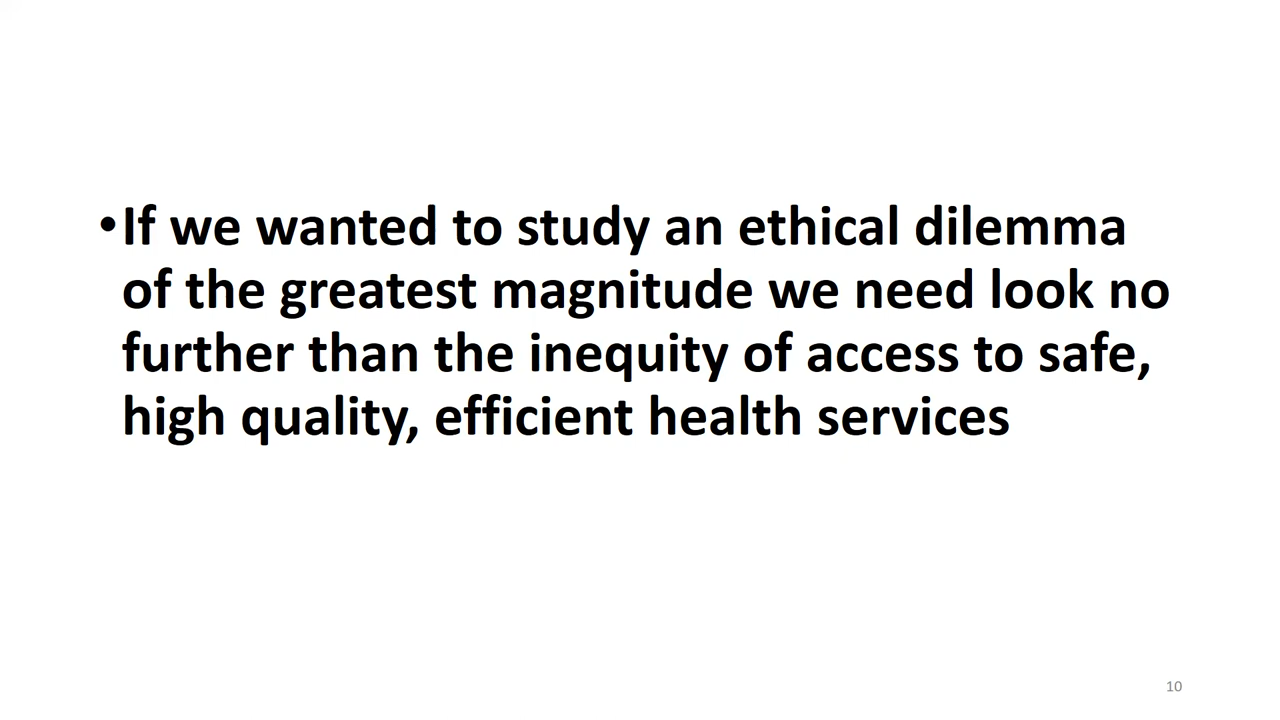 •If we wanted to study an ethical dilemma
of the greatest magnitude we need look no
further than the inequity of access to safe,
high quality, efficient health services
10